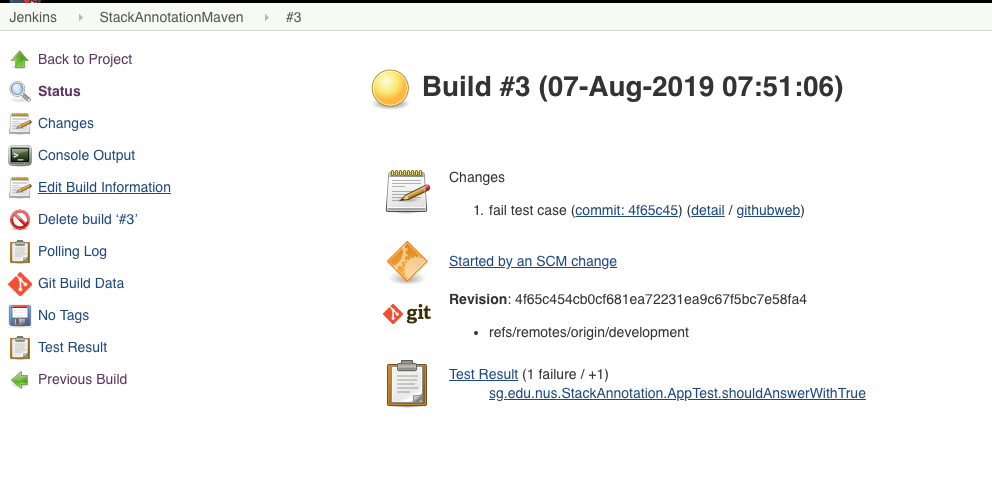 Jenkins StackAnnotationMaven #3
Back to Project
Status
Changes
Console Output
Edit Build Information
Delete build ‘#3’
Polling Log
Git Build Data
No Tags
Test Result
Previous Build
Build #3 (07-Aug-2019 07:51:06)
Changes
1. fail test case (commit: 4f65c45) (detail / githubweb)
Started by an SCM change
git
Revision: 4f65c454cb0cf681ea72231ea9c67f5bc7e58fa4
• refs/remotes/origin/development
Test Result (1 failure / +1)
sg.edu.nus.StackAnnotation.AppTest.shouldAnswerWithTrue